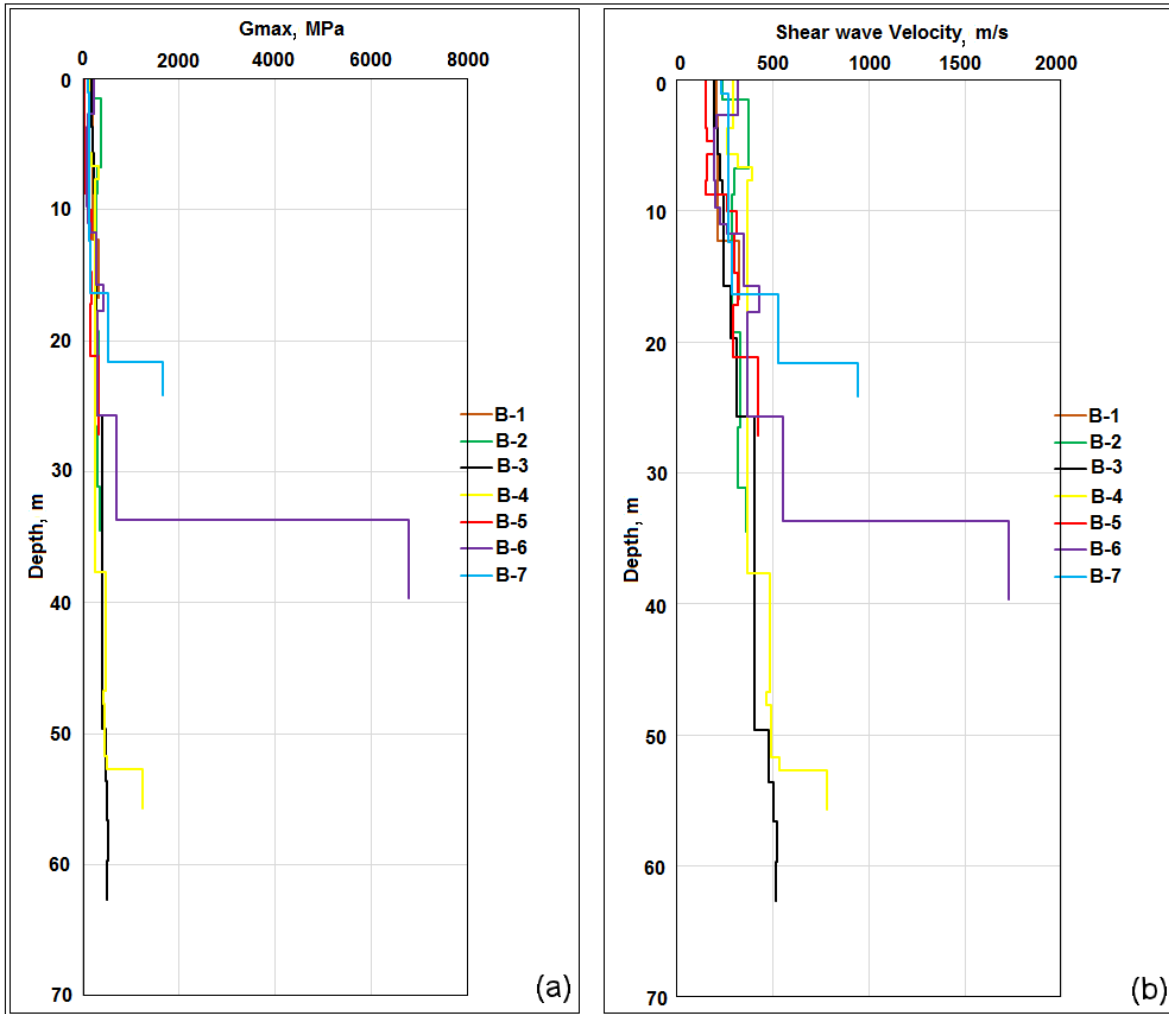 Gmax, MPa
0 2000 4000 6000 8000
0
10
20
30
40
50
60
70
Depth, m
B-1
B-2
B-3
B-4
B-5
B-6
B-7
(a)
Shear wave Velocity, m/s
0 500 1000 1500 2000
0
10
20
30
40
50
60
70
Depth, m
B-1
B-2
B-3
B-4
B-5
B-6
B-7
(b)